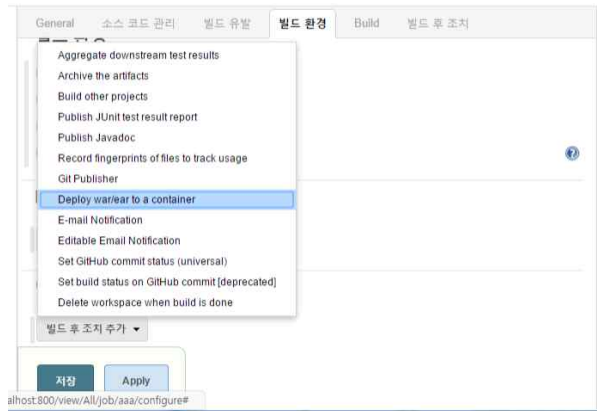 General 소스 코드 관리 빌드 유발 빌드 환경 Build 빌드 후 조치
Aggregate downstream test results
Archive the artifacts
Build other projects
Publish JUnit test result report
Publish Javadoc
Record fingerprints of files to track usage
Git Publisher
Deploy war/ear to a container
E-mail Notification
Editable Email Notification
Set GitHub commit status (universal)
Set build status on GitHub commit [deprecated]
Delete workspace when build is done
빌드 후 조치 추가
저장 Apply
alhost:800/view/All/job/aaa/configure#